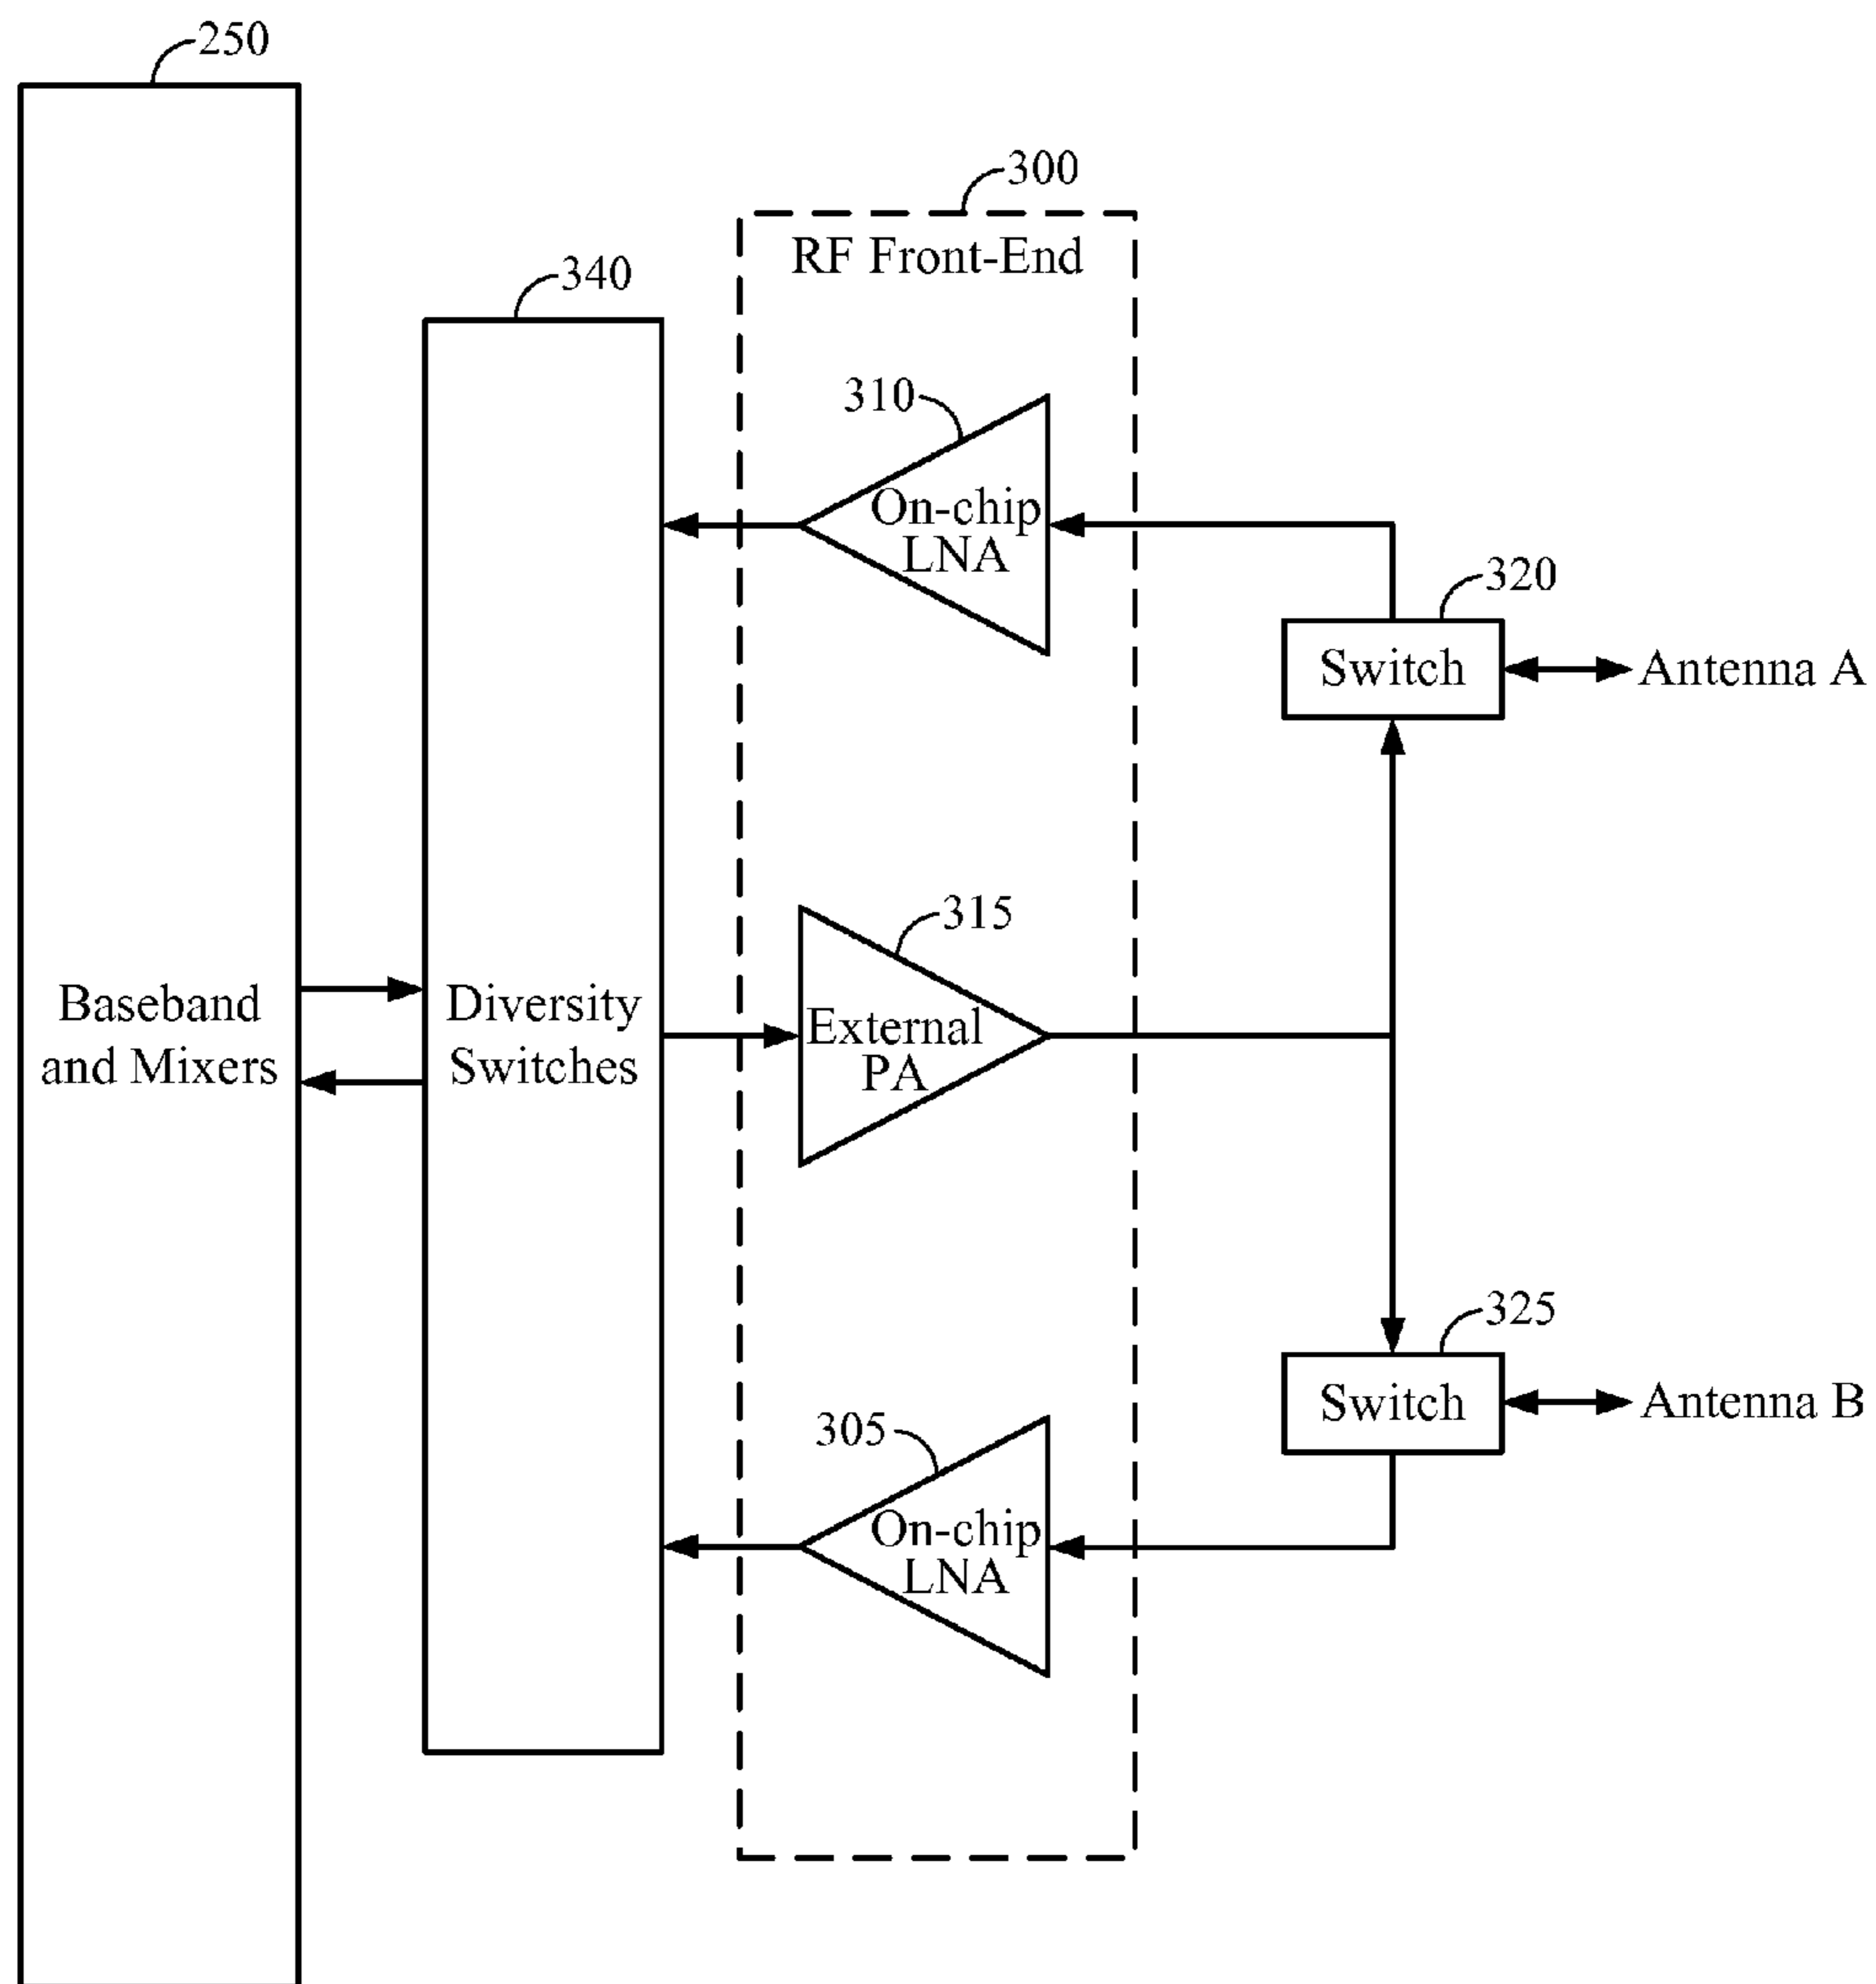 250
300
RF Front-End
340
310
On-chip
LNA
320
Switch
Antenna A
315
External
PA
Baseband
and Mixers
Diversity
Switches
325
Switch
Antenna B
305
On-chip
LNA